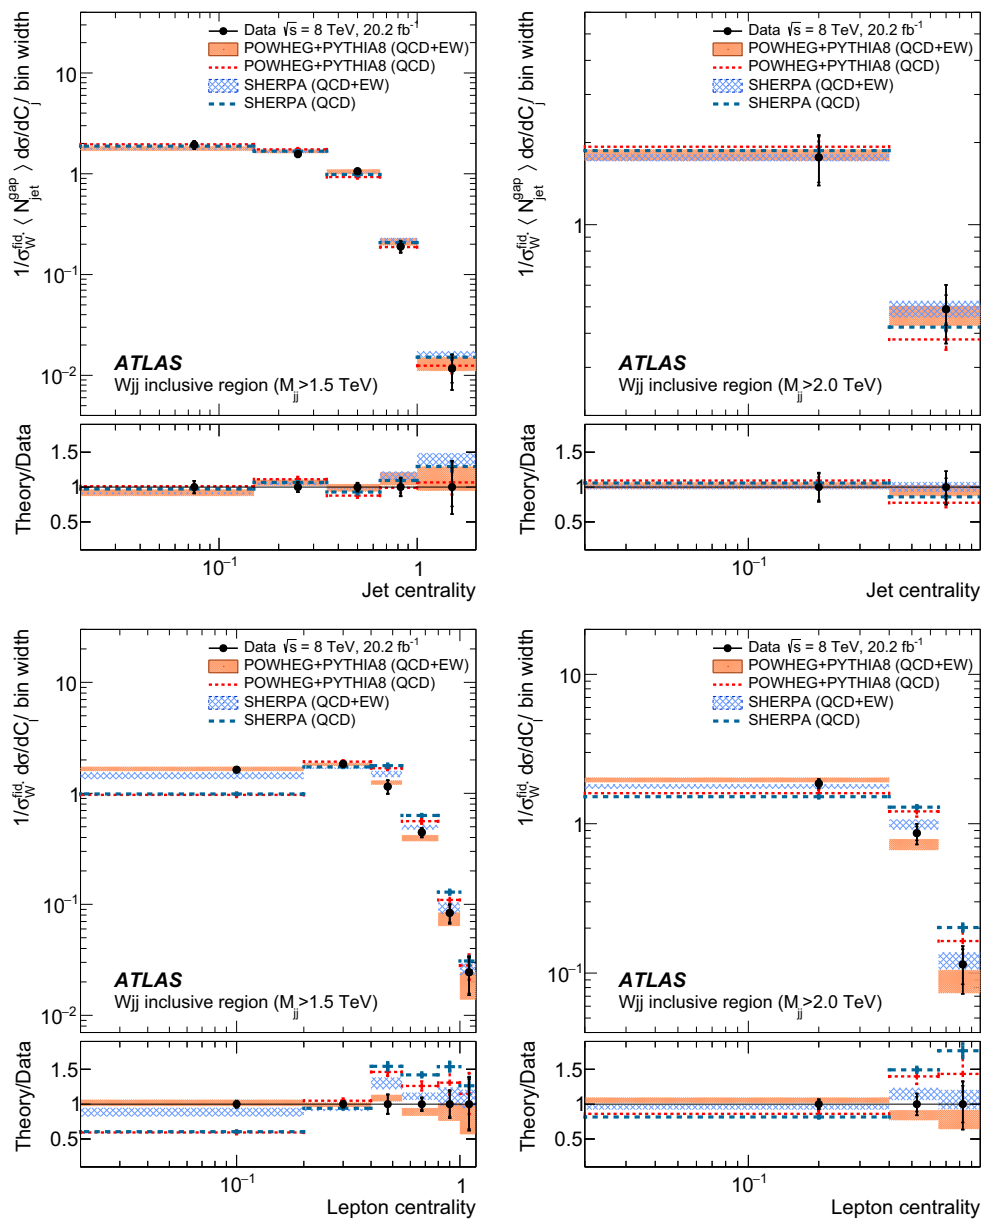 1/σ_W^fid. ⟨ N_jet^gap ⟩ dσ/dC_j / bin width
10
1
10⁻¹
10⁻²
Data √s = 8 TeV, 20.2 fb⁻¹
POWHEG+PYTHIA8 (QCD+EW)
POWHEG+PYTHIA8 (QCD)
SHERPA (QCD+EW)
SHERPA (QCD)
ATLAS
Wjj inclusive region (M_jj>1.5 TeV)
Theory/Data
1.5
1
0.5
10⁻¹ 1
Jet centrality
1/σ_W^fid. ⟨ N_jet^gap ⟩ dσ/dC_j / bin width
1
Data √s = 8 TeV, 20.2 fb⁻¹
POWHEG+PYTHIA8 (QCD+EW)
POWHEG+PYTHIA8 (QCD)
SHERPA (QCD+EW)
SHERPA (QCD)
ATLAS
Wjj inclusive region (M_jj>2.0 TeV)
Theory/Data
1.5
1
0.5
10⁻¹
Jet centrality
1/σ_W^fid. dσ/dC_l / bin width
10
1
10⁻¹
10⁻²
Data √s = 8 TeV, 20.2 fb⁻¹
POWHEG+PYTHIA8 (QCD+EW)
POWHEG+PYTHIA8 (QCD)
SHERPA (QCD+EW)
SHERPA (QCD)
ATLAS
Wjj inclusive region (M_jj>1.5 TeV)
Theory/Data
1.5
1
0.5
10⁻¹ 1
Lepton centrality
1/σ_W^fid. dσ/dC_l / bin width
10
1
10⁻¹
Data √s = 8 TeV, 20.2 fb⁻¹
POWHEG+PYTHIA8 (QCD+EW)
POWHEG+PYTHIA8 (QCD)
SHERPA (QCD+EW)
SHERPA (QCD)
ATLAS
Wjj inclusive region (M_jj>2.0 TeV)
Theory/Data
1.5
1
0.5
10⁻¹
Lepton centrality